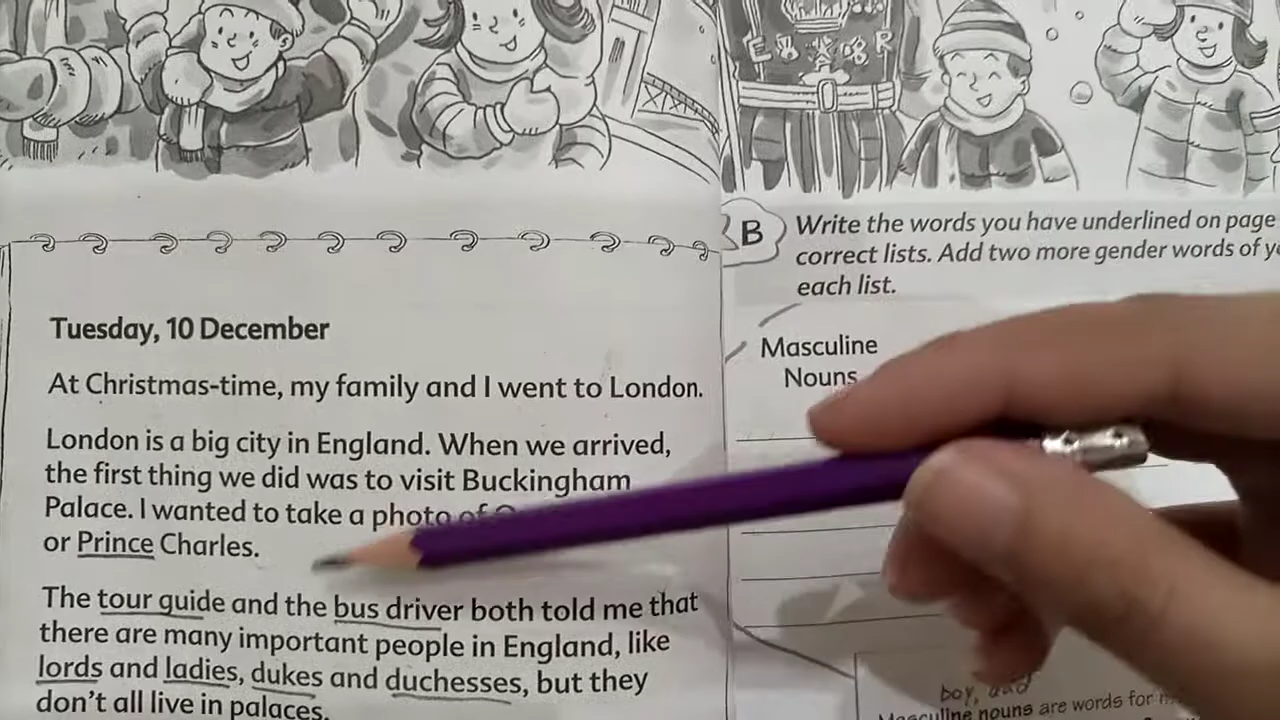 E R
Tuesday, 10 December
At Christmas-time, my family and I went to London.
London is a big city in England. When we arrived,
the first thing we did was to visit Buckingham
Palace. I wanted to take a photo of
or Prince Charles.
The tour guide and the bus driver both told me that
there are many important people in England, like
lords and ladies, dukes and duchesses, but they
don't all live in palaces.
B
Write the words you have underlined on page
correct lists. Add two more gender words of
each list.
Masculine
Nouns
boy, and
Masculine nouns are words for